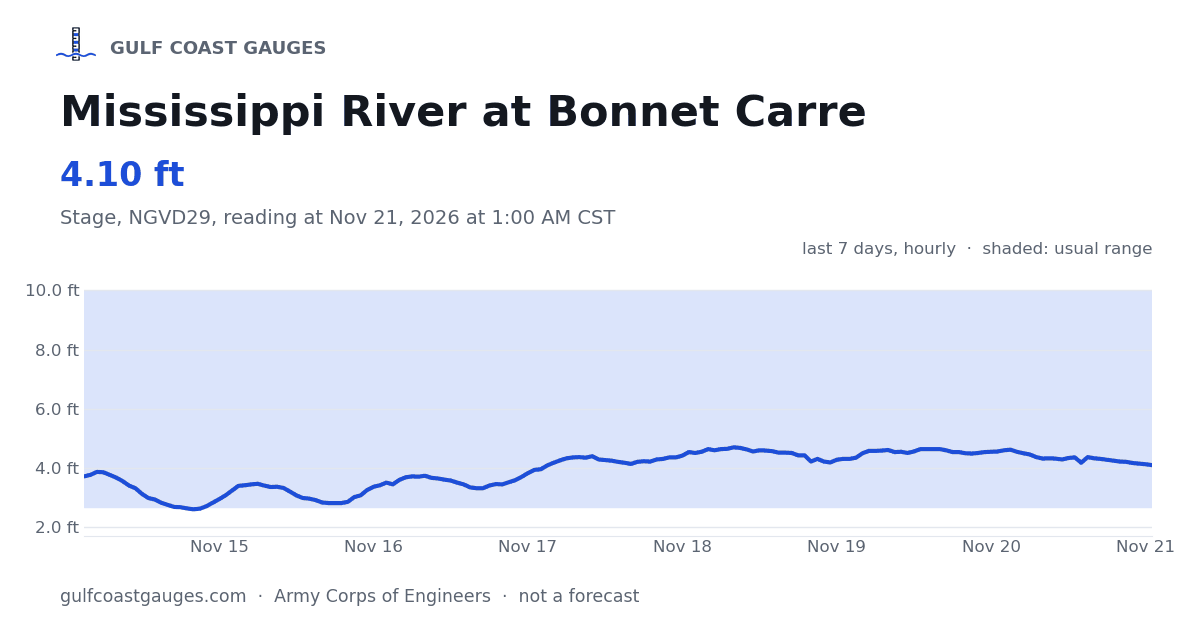 GULF COAST GAUGES
Mississippi River at Bonnet Carre
4.10 ft
Stage, NGVD29, reading at Nov 21, 2026 at 1:00 AM CST
last 7 days, hourly · shaded: usual range
10.0 ft
8.0 ft
6.0 ft
4.0 ft
2.0 ft
Nov 15 Nov 16 Nov 17 Nov 18 Nov 19 Nov 20 Nov 21
gulfcoastgauges.com · Army Corps of Engineers · not a forecast